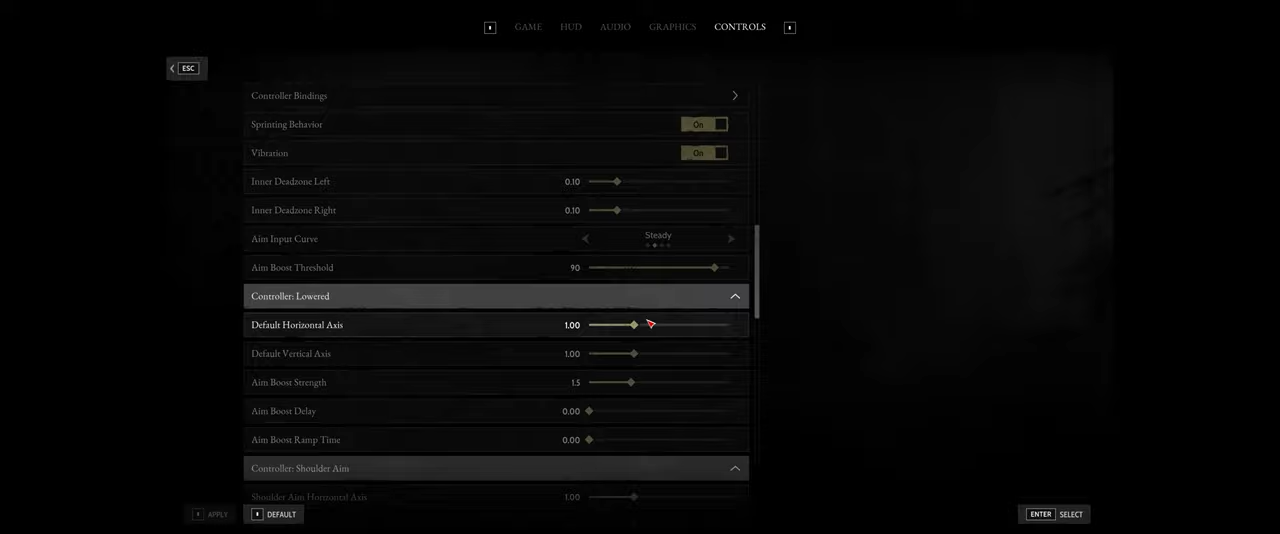 GAME HUD AUDIO GRAPHICS CONTROLS
ESC
Controller Bindings
Sprinting Behavior On
Vibration On
Inner Deadzone Left 0.10
Inner Deadzone Right 0.10
Aim Input Curve Steady
Aim Boost Threshold 90
Controller: Lowered
Default Horizontal Axis 1.00
Default Vertical Axis 1.00
Aim Boost Strength 1.5
Aim Boost Delay 0.00
Aim Boost Ramp Time 0.00
Controller: Shoulder Aim
Shoulder Aim Horizontal Axis 1.00
APPLY DEFAULT ENTER SELECT